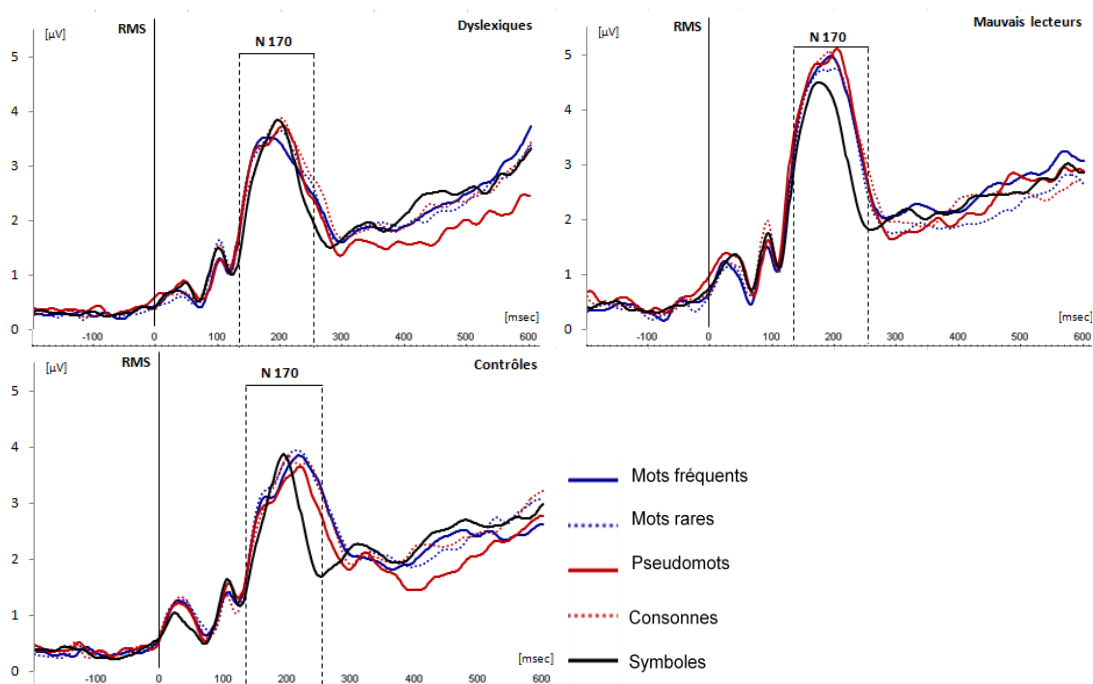 [µV] RMS Dyslexiques
N 170
5
4
3
2
1
0
[msec]
-100 0 100 200 300 400 500 600
[µV] RMS Mauvais lecteurs
N 170
5
4
3
2
1
0
[msec]
-100 0 100 200 300 400 500 600
[µV] RMS Contrôles
N 170
5
4
3
2
1
0
[msec]
-100 0 100 200 300 400 500 600
Mots fréquents
Mots rares
Pseudomots
Consonnes
Symboles